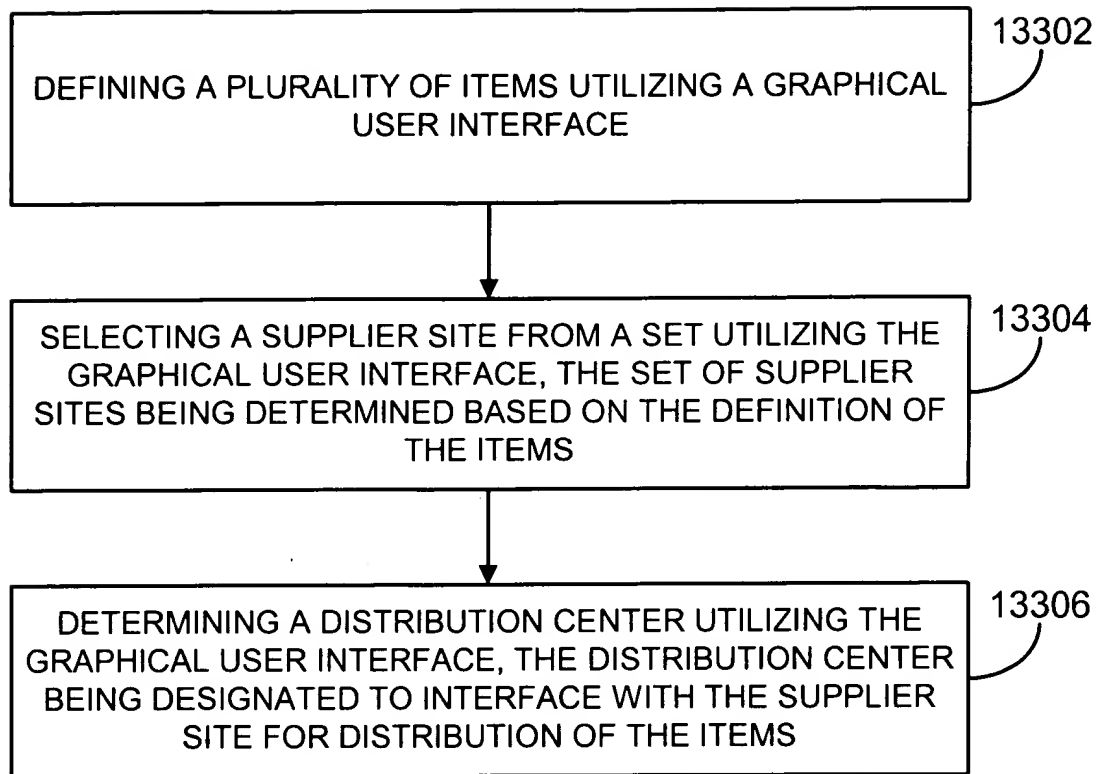 13302
DEFINING A PLURALITY OF ITEMS UTILIZING A GRAPHICAL
USER INTERFACE
13304
SELECTING A SUPPLIER SITE FROM A SET UTILIZING THE
GRAPHICAL USER INTERFACE, THE SET OF SUPPLIER
SITES BEING DETERMINED BASED ON THE DEFINITION OF
THE ITEMS
13306
DETERMINING A DISTRIBUTION CENTER UTILIZING THE
GRAPHICAL USER INTERFACE, THE DISTRIBUTION CENTER
BEING DESIGNATED TO INTERFACE WITH THE SUPPLIER
SITE FOR DISTRIBUTION OF THE ITEMS